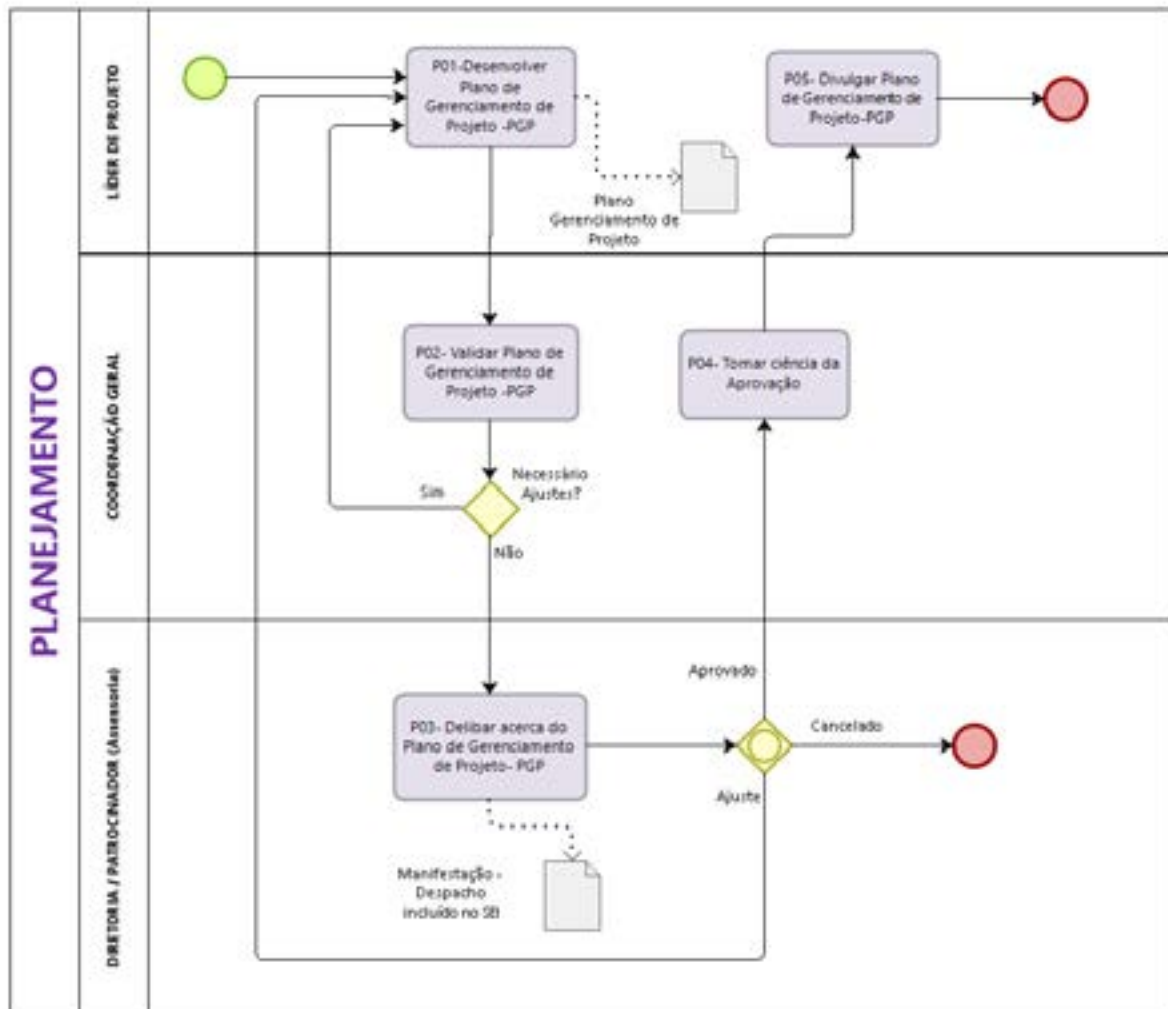 PLANEJAMENTO
LÍDER DE PROJETO
P01-Desenvolver
Plano de
Gerenciamento de
Projeto -PGP
Plano
Gerenciamento de
Projeto
P05- Divulgar Plano
de Gerenciamento de
Projeto-PGP
COORDENAÇÃO GERAL
P02- Validar Plano de
Gerenciamento de
Projeto -PGP
Necessário
Ajustes?
Sim
Não
P04- Tomar ciência da
Aprovação
DIRETORIA / PATROCINADOR (Assessoria)
P03- Delibar acerca do
Plano de Gerenciamento
de Projeto- PGP
Aprovado
Cancelado
Ajuste
Manifestação -
Despacho
incluído no